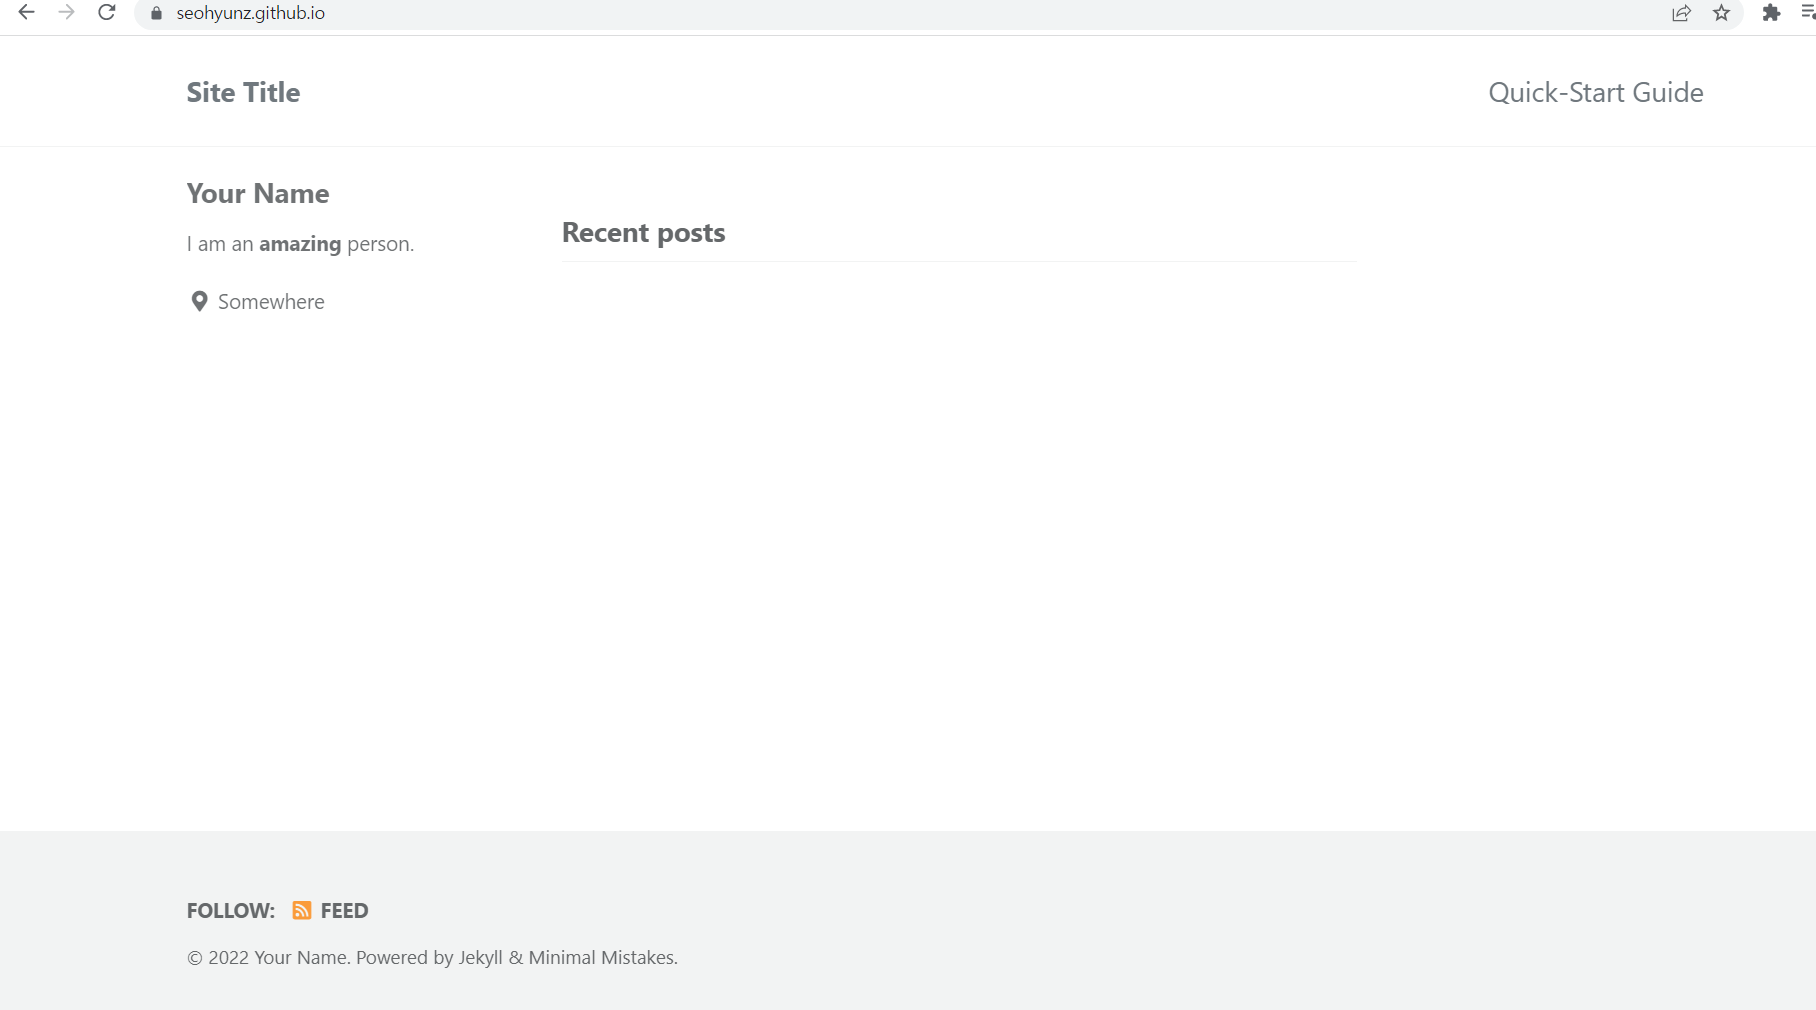 seohyunz.github.io
Site Title
Quick-Start Guide
Your Name
I am an amazing person.
Somewhere
Recent posts
FOLLOW: FEED
© 2022 Your Name. Powered by Jekyll & Minimal Mistakes.